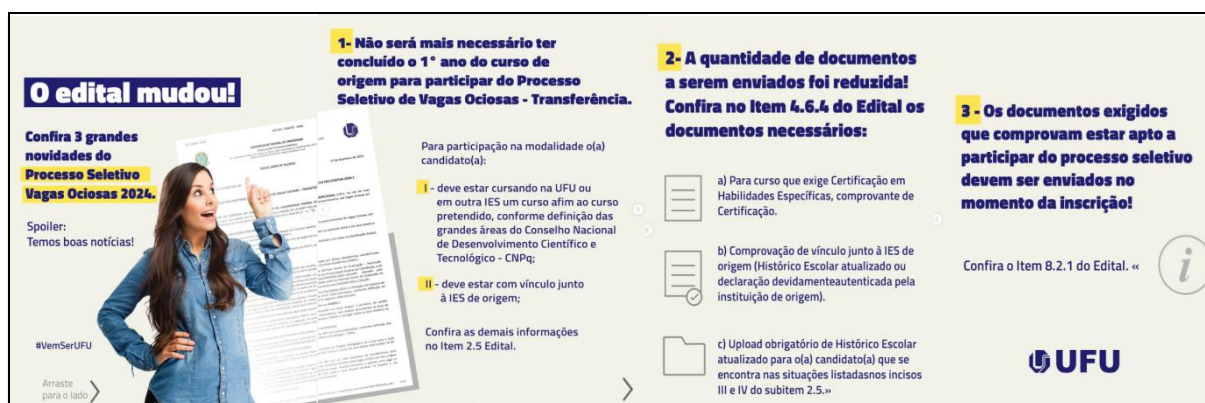 O edital mudou!
Confira 3 grandes
novidades do
Processo Seletivo
Vagas Ociosas 2024.
Spoiler:
Temos boas notícias!
#VemSerUFU
Arraste
para o lado
1- Não será mais necessário ter
concluído o 1° ano do curso de
origem para participar do Processo
Seletivo de Vagas Ociosas - Transferência.
Para participação na modalidade o(a)
candidato(a):
I - deve estar cursando na UFU ou
em outra IES um curso afim ao curso
pretendido, conforme definição das
grandes áreas do Conselho Nacional
de Desenvolvimento Científico e
Tecnológico - CNPq;
II - deve estar com vínculo junto
à IES de origem;
Confira as demais informações
no Item 2.5 Edital.
2- A quantidade de documentos
a serem enviados foi reduzida!
Confira no Item 4.6.4 do Edital os
documentos necessários:
a) Para curso que exige Certificação em
Habilidades Específicas, comprovante de
Certificação.
b) Comprovação de vínculo junto à IES de
origem (Histórico Escolar atualizado ou
declaração devidamenteautenticada pela
instituição de origem).
c) Upload obrigatório de Histórico Escolar
atualizado para o(a) candidato(a) que se
encontra nas situações listadasnos incisos
III e IV do subitem 2.5.»
3 - Os documentos exigidos
que comprovam estar apto a
participar do processo seletivo
devem ser enviados no
momento da inscrição!
Confira o Item 8.2.1 do Edital. «
i
UFU